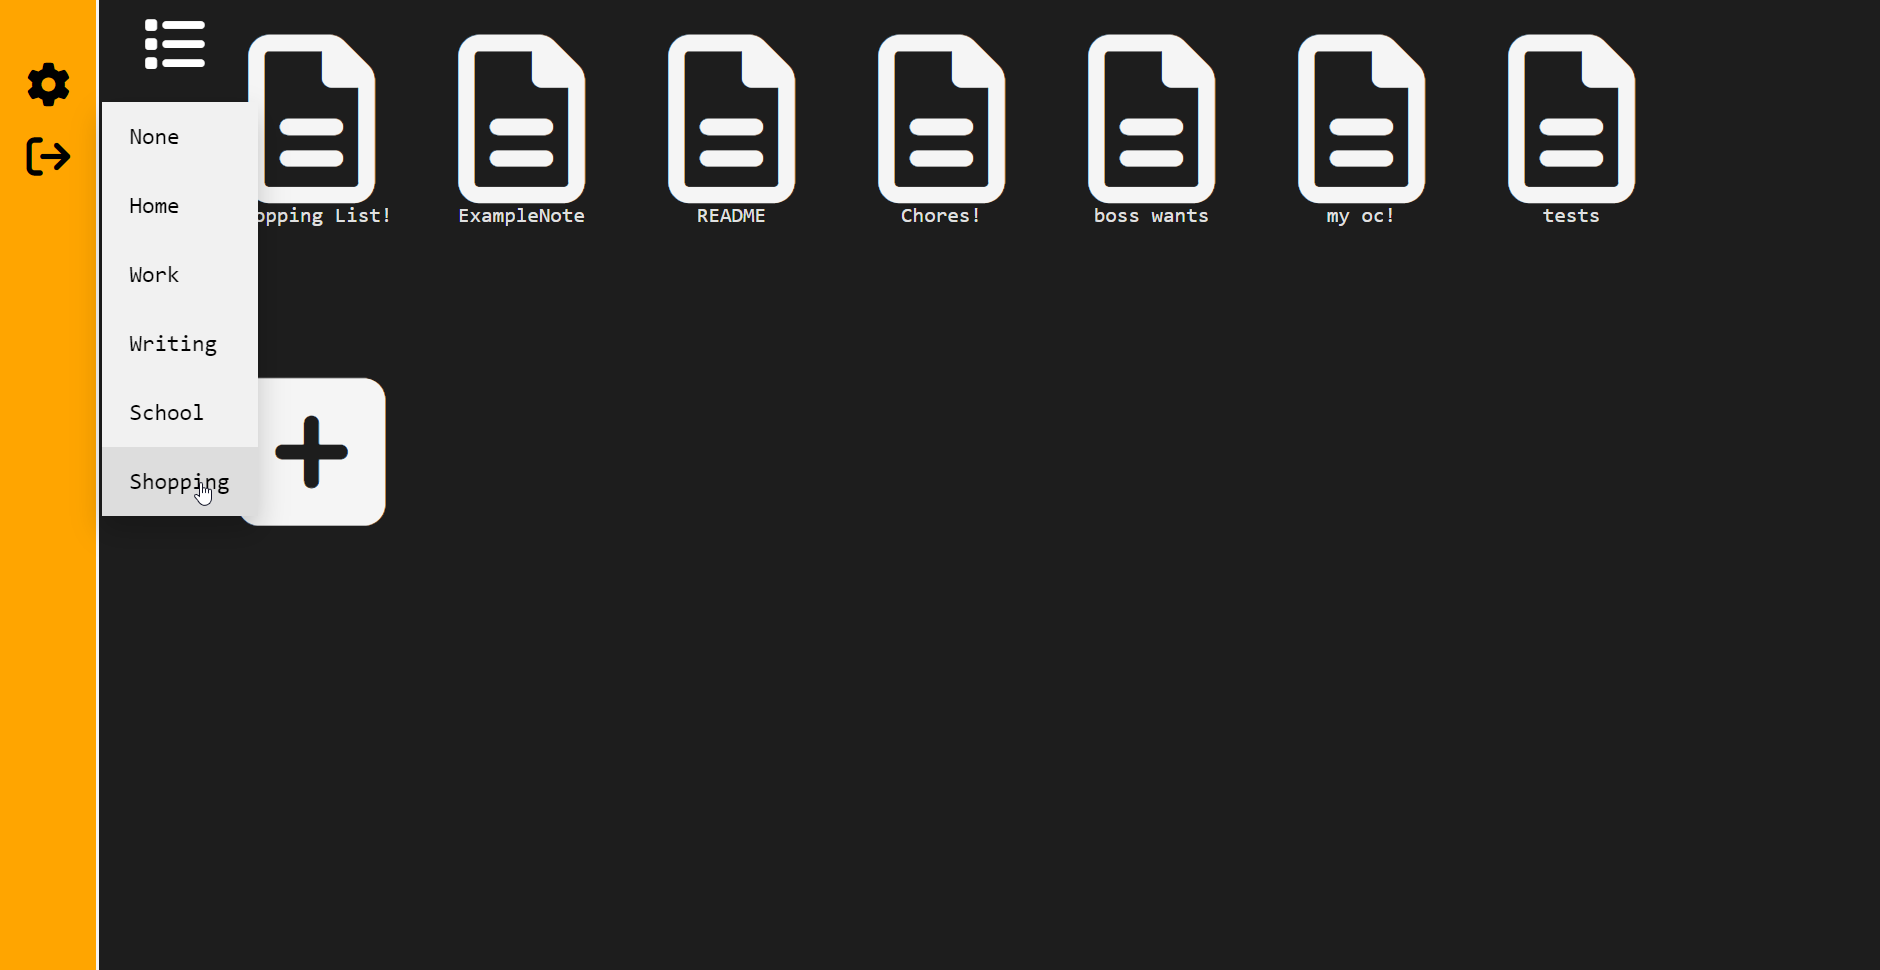 None
Home
Work
Writing
School
Shopping
opping List!
ExampleNote
README
Chores!
boss wants
my oc!
tests